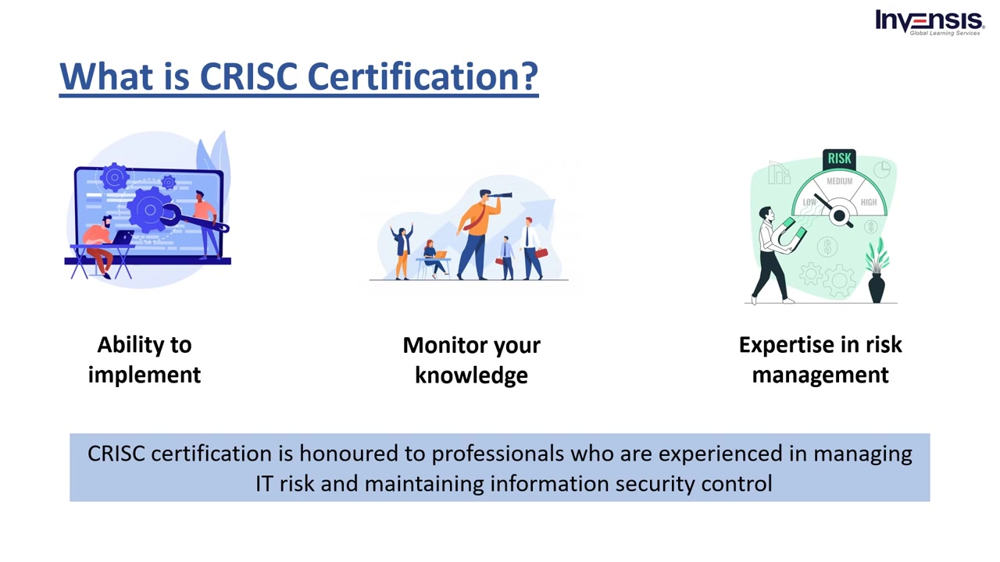 Invensis®
Global Learning Services
What is CRISC Certification?
RISK
MEDIUM
LOW
HIGH
Ability to
implement
Monitor your
knowledge
Expertise in risk
management
CRISC certification is honoured to professionals who are experienced in managing
IT risk and maintaining information security control